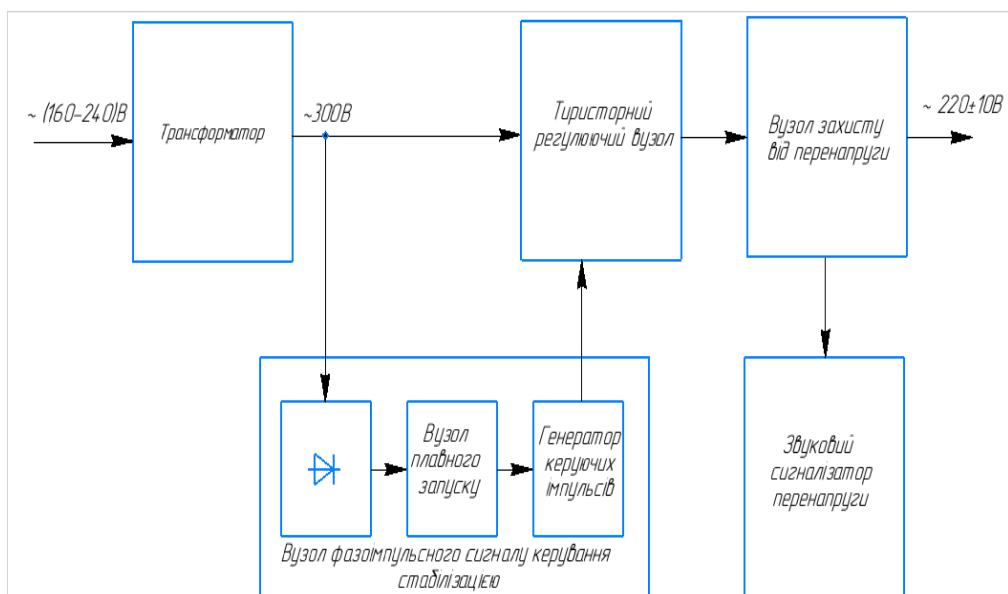 ~ (160-240)В
Трансформатор
~300В
Тиристорний
регулюючий вузол
Вузол захисту
від перенапруги
~ 220±10В
Вузол
плавного
запуску
Генератор
керуючих
імпульсів
Вузол фазоімпульсного сигналу керування
стабілізацією
Звуковий
сигналізатор
перенапруги